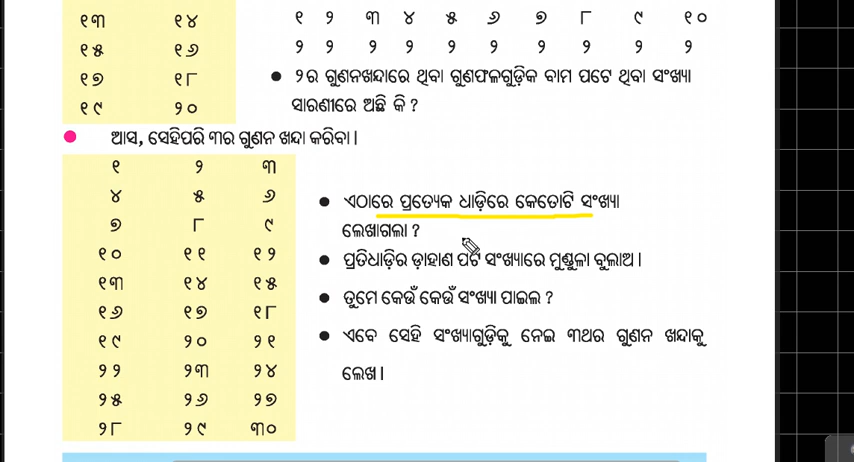 ୧୩ ୧୪
୧୫ ୧୬
୧୭ ୧୮
୧୯ ୨୦
୧ ୨ ୩ ୪ ୫ ୬ ୭ ୮ ୯ ୧୦
୨ ୨ ୨ ୨ ୨ ୨ ୨ ୨ ୨ ୨
● ୨ର ଗୁଣନଖନ୍ଦାରେ ଥିବା ଗୁଣଫଳଗୁଡ଼ିକ ବାମ ପଟେ ଥିବା ସଂଖ୍ୟା
ସାରଣୀରେ ଅଛି କି ?
● ଆସ, ସେହିପରି ୩ର ଗୁଣନ ଖନ୍ଦା କରିବା ।
୧ ୨ ୩
୪ ୫ ୬
୭ ୮ ୯
୧୦ ୧୧ ୧୨
୧୩ ୧୪ ୧୫
୧୬ ୧୭ ୧୮
୧୯ ୨୦ ୨୧
୨୨ ୨୩ ୨୪
୨୫ ୨୬ ୨୭
୨୮ ୨୯ ୩୦
● ଏଠାରେ ପ୍ରତ୍ୟେକ ଧାଡ଼ିରେ କେତୋଟି ସଂଖ୍ୟା
ଲେଖାଗଲା ?
● ପ୍ରତିଧାଡ଼ିର ଡ଼ାହାଣ ପଟ ସଂଖ୍ୟାରେ ମୁଣ୍ଡୁଳା ବୁଲାଅ ।
● ତୁମେ କେଉଁ କେଉଁ ସଂଖ୍ୟା ପାଇଲ ?
● ଏବେ ସେହି ସଂଖ୍ୟାଗୁଡ଼ିକୁ ନେଇ ୩ଥର ଗୁଣନ ଖନ୍ଦାକୁ
ଲେଖ ।